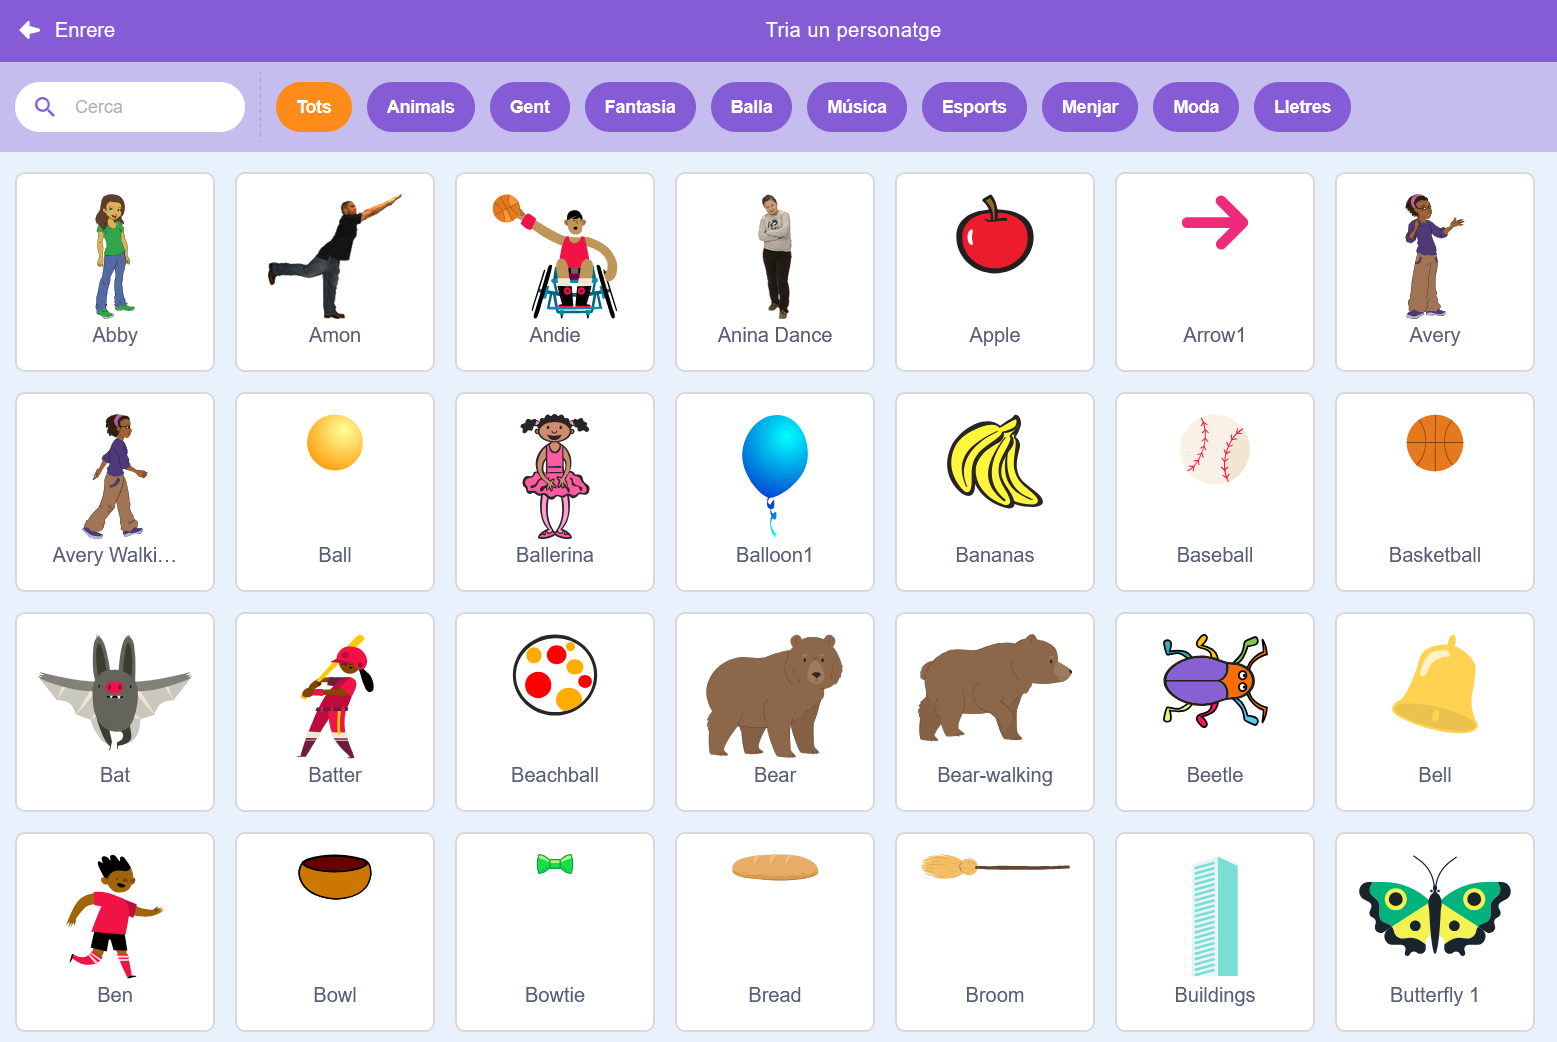 Enrere
Tria un personatge
Cerca
Tots
Animals
Gent
Fantasia
Balla
Música
Esports
Menjar
Moda
Lletres
Abby
Amon
Andie
Anina Dance
Apple
Arrow1
Avery
Avery Walki…
Ball
Ballerina
Balloon1
Bananas
Baseball
Basketball
Bat
Batter
Beachball
Bear
Bear-walking
Beetle
Bell
Ben
Bowl
Bowtie
Bread
Broom
Buildings
Butterfly 1